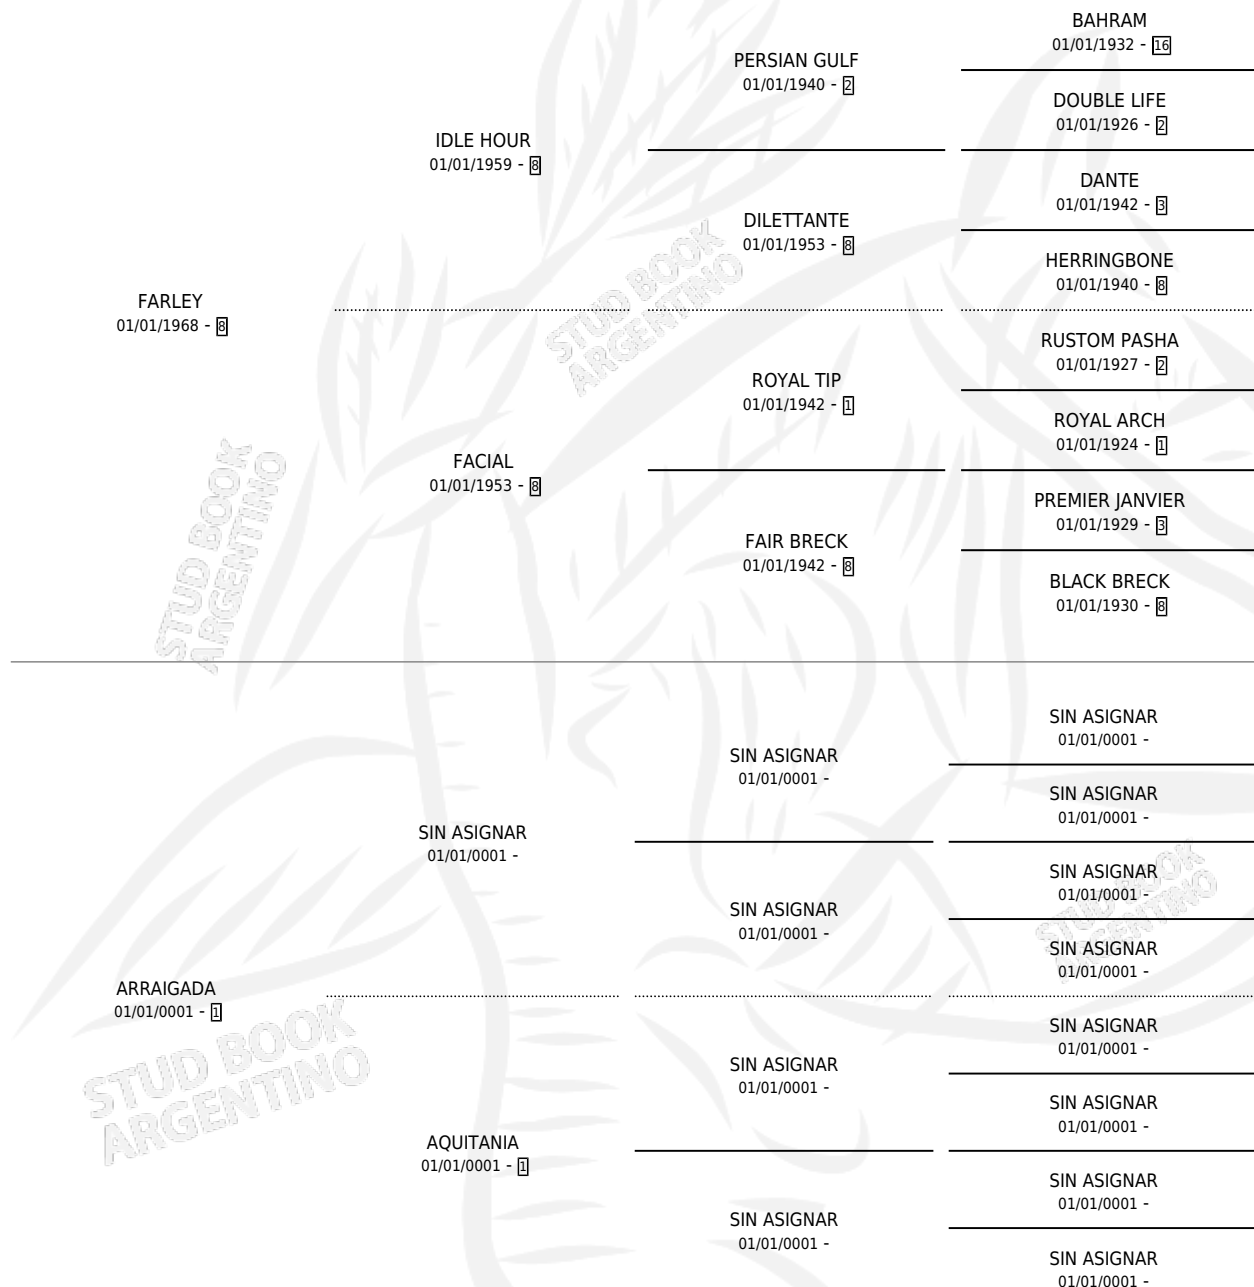 BAHRAM
01/01/1932 - 16
PERSIAN GULF
01/01/1940 - 2
DOUBLE LIFE
01/01/1926 - 2
IDLE HOUR
01/01/1959 - 8
DANTE
01/01/1942 - 3
DILETTANTE
01/01/1953 - 8
HERRINGBONE
01/01/1940 - 8
FARLEY
01/01/1968 - 8
STUD BOOK
ARGENTINO
RUSTOM PASHA
01/01/1927 - 2
ROYAL TIP
01/01/1942 - 1
ROYAL ARCH
01/01/1924 - 1
FACIAL
01/01/1953 - 8
PREMIER JANVIER
01/01/1929 - 3
FAIR BRECK
01/01/1942 - 8
BLACK BRECK
01/01/1930 - 8
STUD BOOK
ARGENTINO
SIN ASIGNAR
01/01/0001 -
SIN ASIGNAR
01/01/0001 -
SIN ASIGNAR
01/01/0001 -
SIN ASIGNAR
01/01/0001 -
SIN ASIGNAR
01/01/0001 -
SIN ASIGNAR
01/01/0001 -
SIN ASIGNAR
01/01/0001 -
STUD BOOK
ARGENTINO
ARRAIGADA
01/01/0001 - 1
STUD BOOK
ARGENTINO
SIN ASIGNAR
01/01/0001 -
SIN ASIGNAR
01/01/0001 -
SIN ASIGNAR
01/01/0001 -
AQUITANIA
01/01/0001 - 1
SIN ASIGNAR
01/01/0001 -
SIN ASIGNAR
01/01/0001 -
SIN ASIGNAR
01/01/0001 -